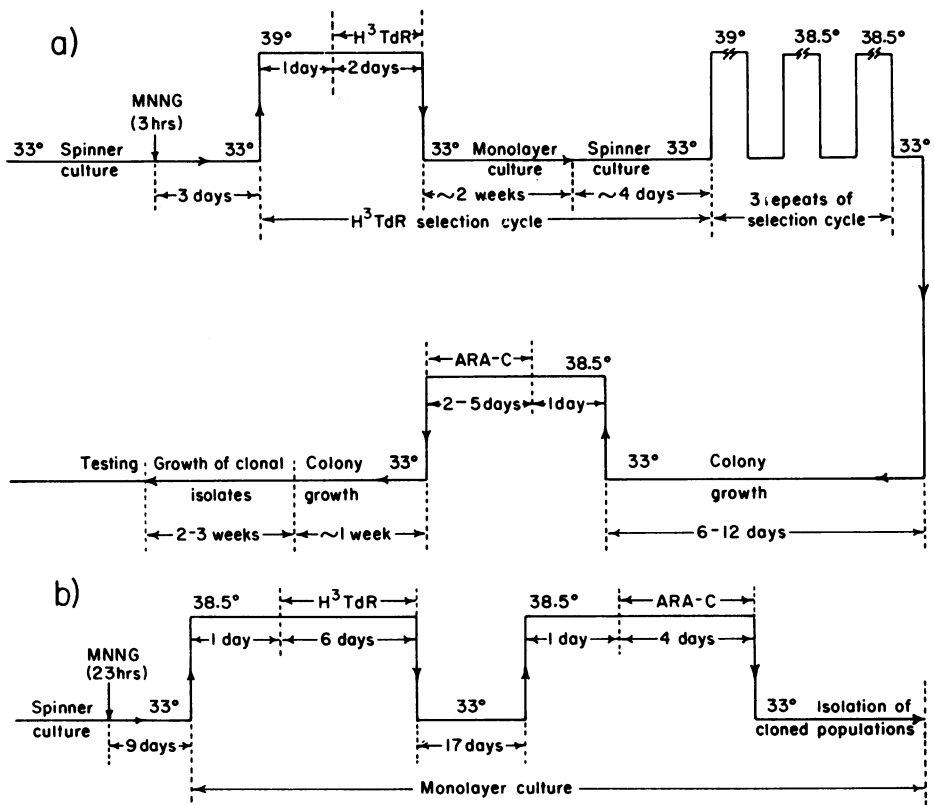 a)
39°
H³TdR
1 day
2 days
MNNG
(3hrs)
33°
Spinner
culture
33°
3 days
33°
Monolayer
culture
Spinner
culture
33°
~2 weeks
~4 days
H³TdR selection cycle
39°
38.5°
38.5°
33°
3 repeats of
selection cycle
ARA-C
38.5°
2-5 days
1 day
Testing
Growth of clonal
isolates
Colony
growth
33°
33°
Colony
growth
2-3 weeks
~1 week
6-12 days
b)
38.5°
H³TdR
1 day
6 days
MNNG
(23hrs)
Spinner
culture
33°
9 days
33°
17 days
38.5°
ARA-C
1 day
4 days
33°
Isolation of
cloned populations
Monolayer culture